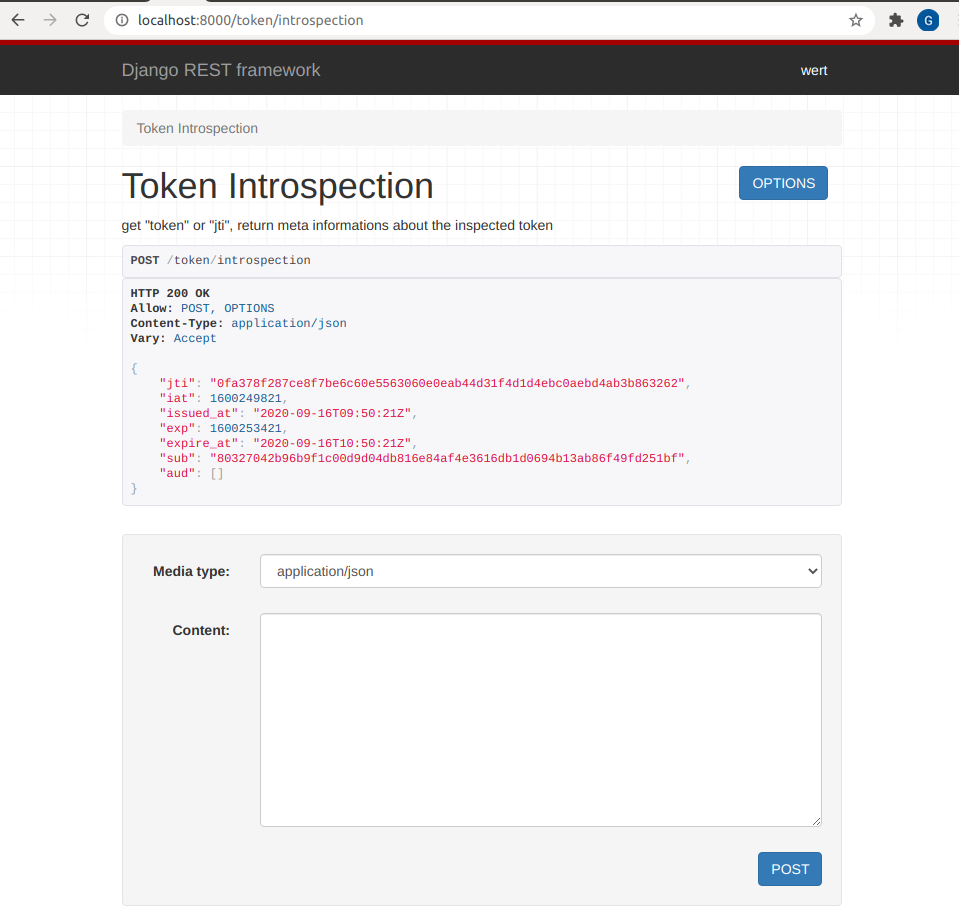 localhost:8000/token/introspection
G
Django REST framework
wert
Token Introspection
Token Introspection
OPTIONS
get "token" or "jti", return meta informations about the inspected token
POST /token/introspection
HTTP 200 OK
Allow: POST, OPTIONS
Content-Type: application/json
Vary: Accept
{
    "jti": "0fa378f287ce8f7be6c60e5563060e0eab44d31f4d1d4ebc0aebd4ab3b863262",
    "iat": 1600249821,
    "issued_at": "2020-09-16T09:50:21Z",
    "exp": 1600253421,
    "expire_at": "2020-09-16T10:50:21Z",
    "sub": "80327042b96b9f1c00d9d04db816e84af4e3616db1d0694b13ab86f49fd251bf",
    "aud": []
}
Media type:
application/json
Content:
POST